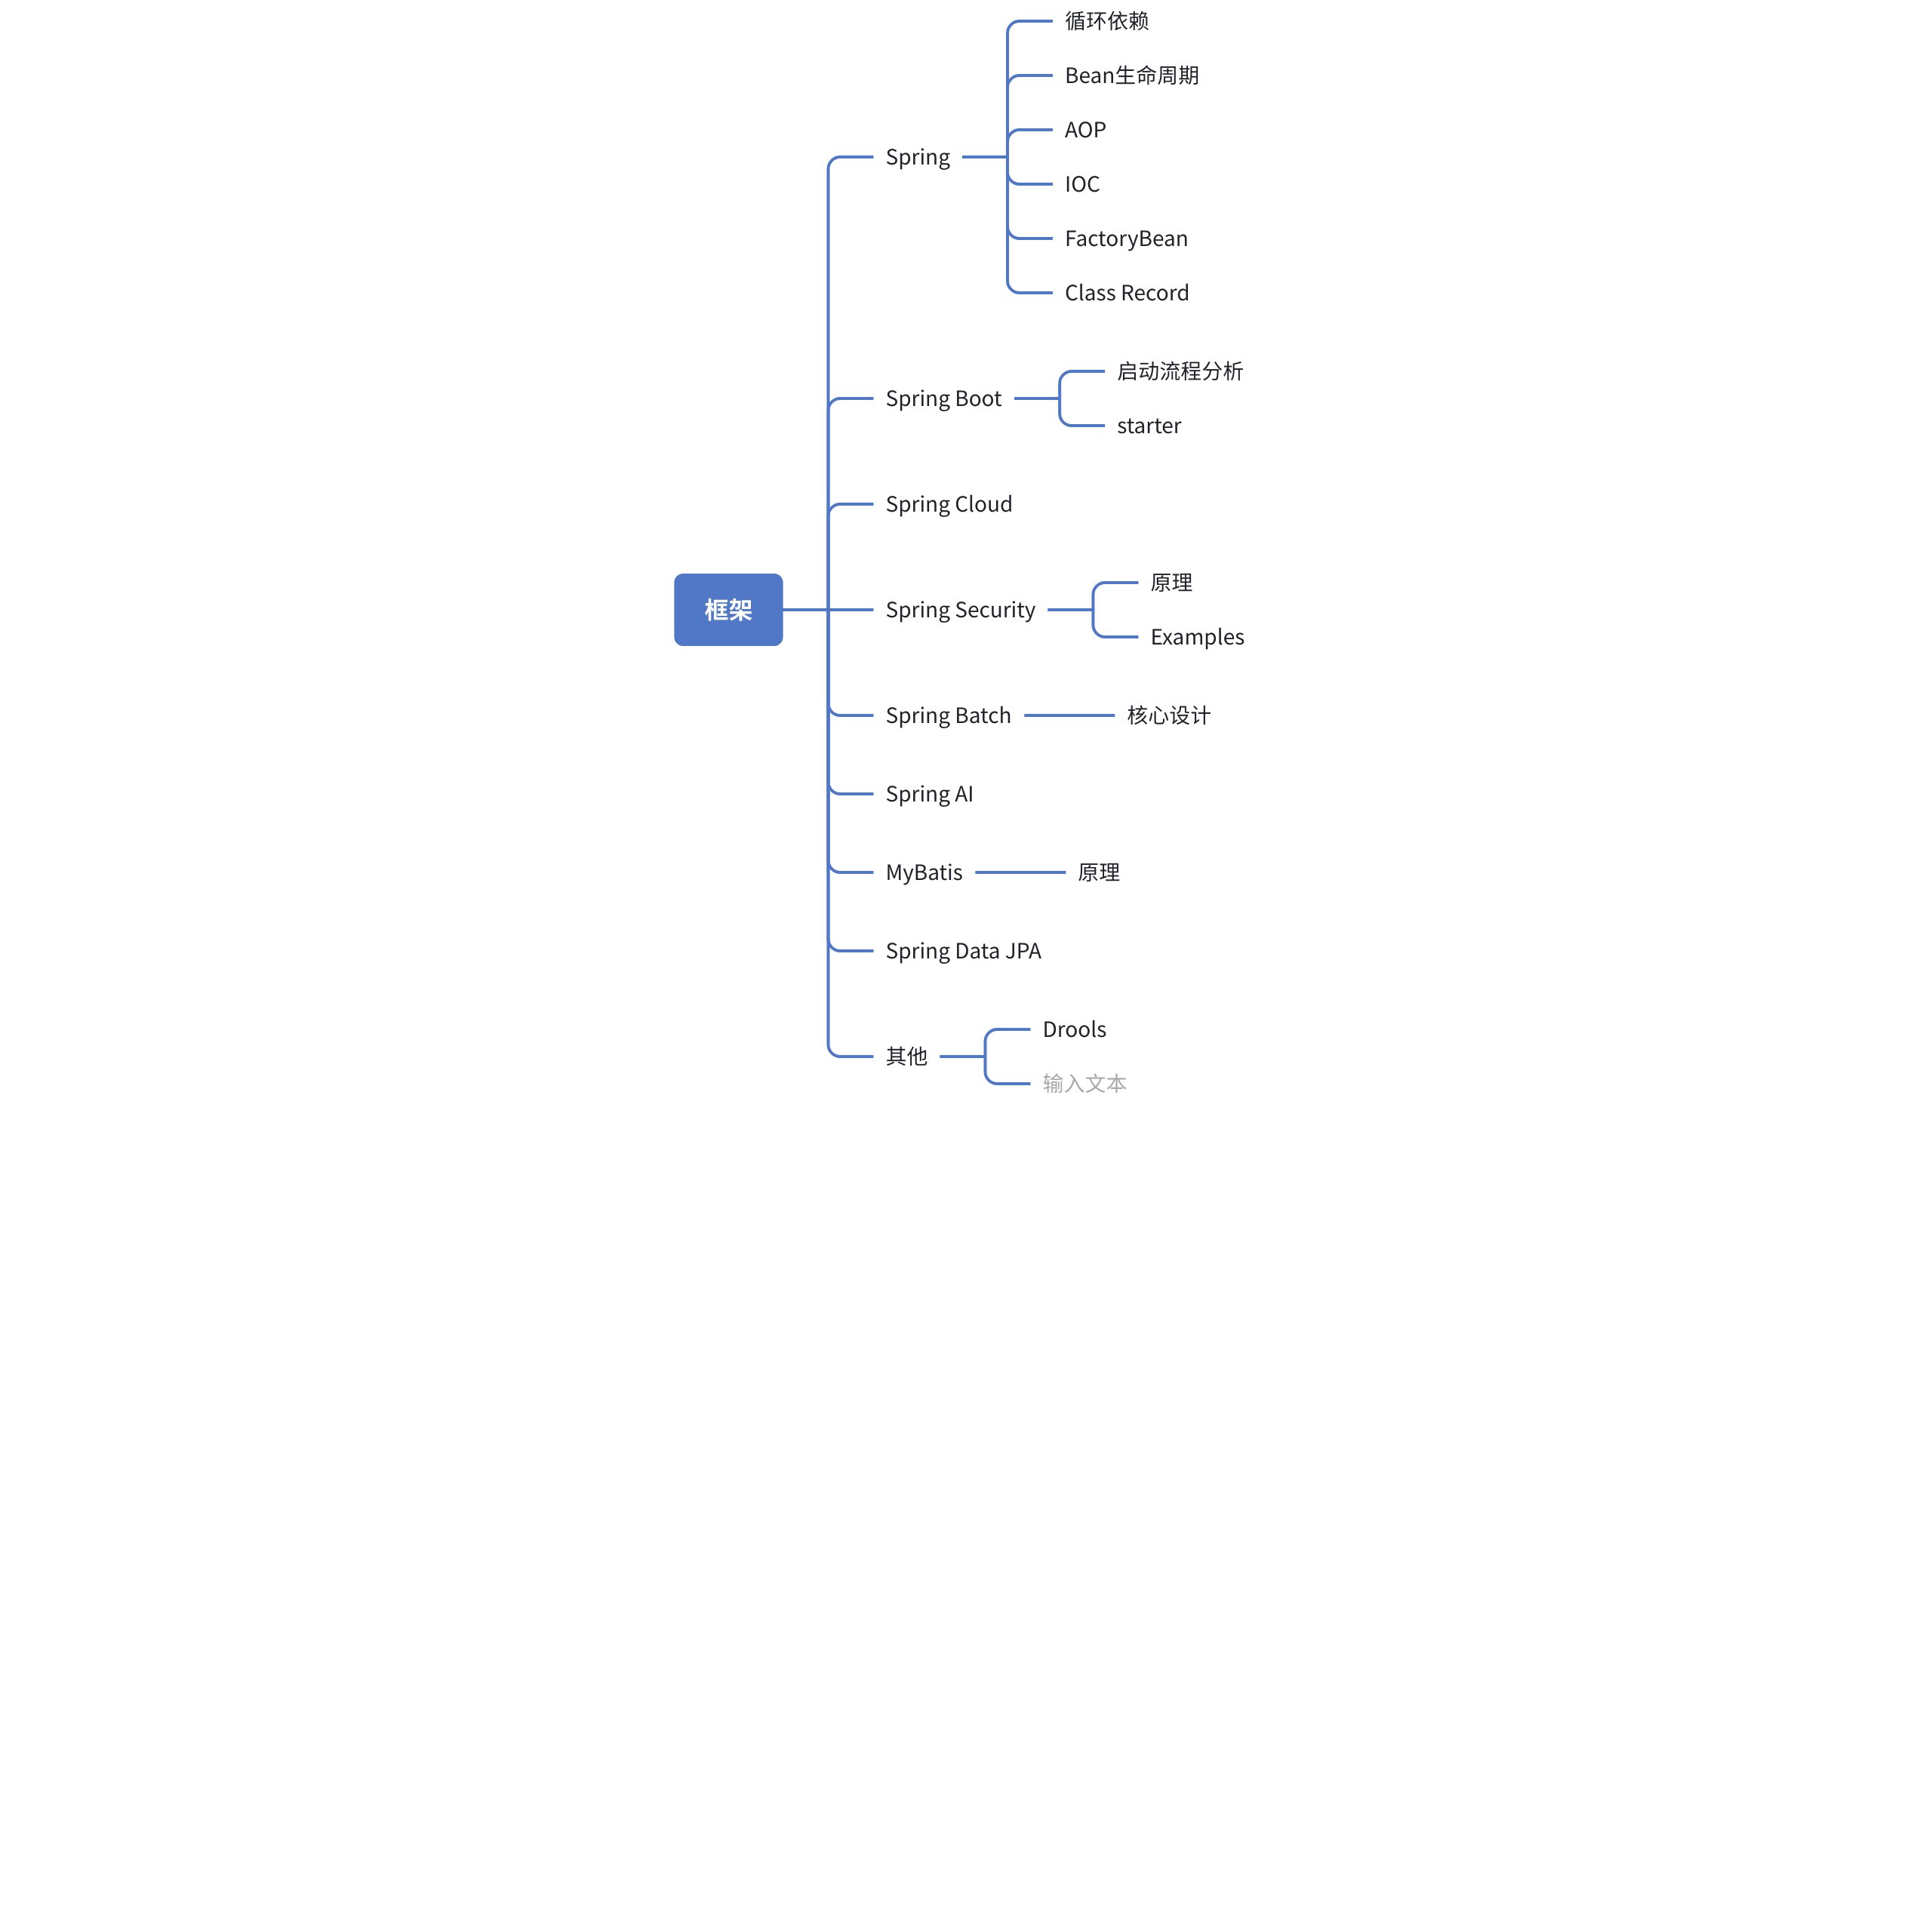 框架
Spring
循环依赖
Bean生命周期
AOP
IOC
FactoryBean
Class Record
Spring Boot
启动流程分析
starter
Spring Cloud
Spring Security
原理
Examples
Spring Batch
核心设计
Spring AI
MyBatis
原理
Spring Data JPA
其他
Drools
输入文本